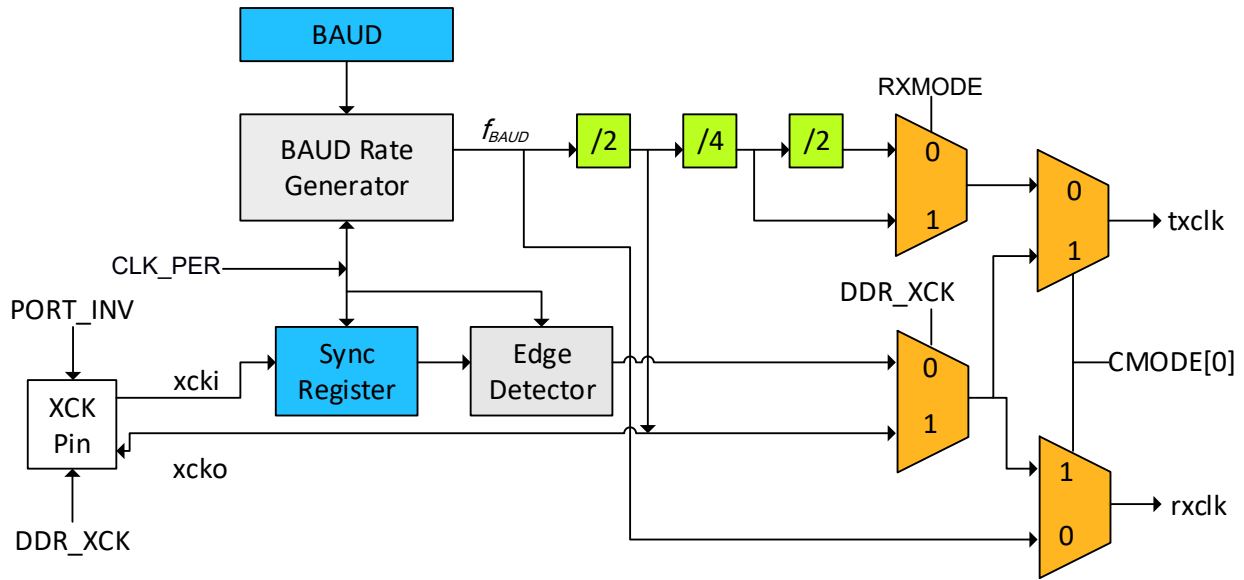 BAUD
RXMODE
BAUD Rate
Generator
fBAUD
/2
/4
/2
0
1
0
1
txclk
CLK_PER
PORT_INV
DDR_XCK
Sync
Register
Edge
Detector
0
1
CMODE[0]
xcki
XCK
Pin
xcko
1
0
rxclk
DDR_XCK